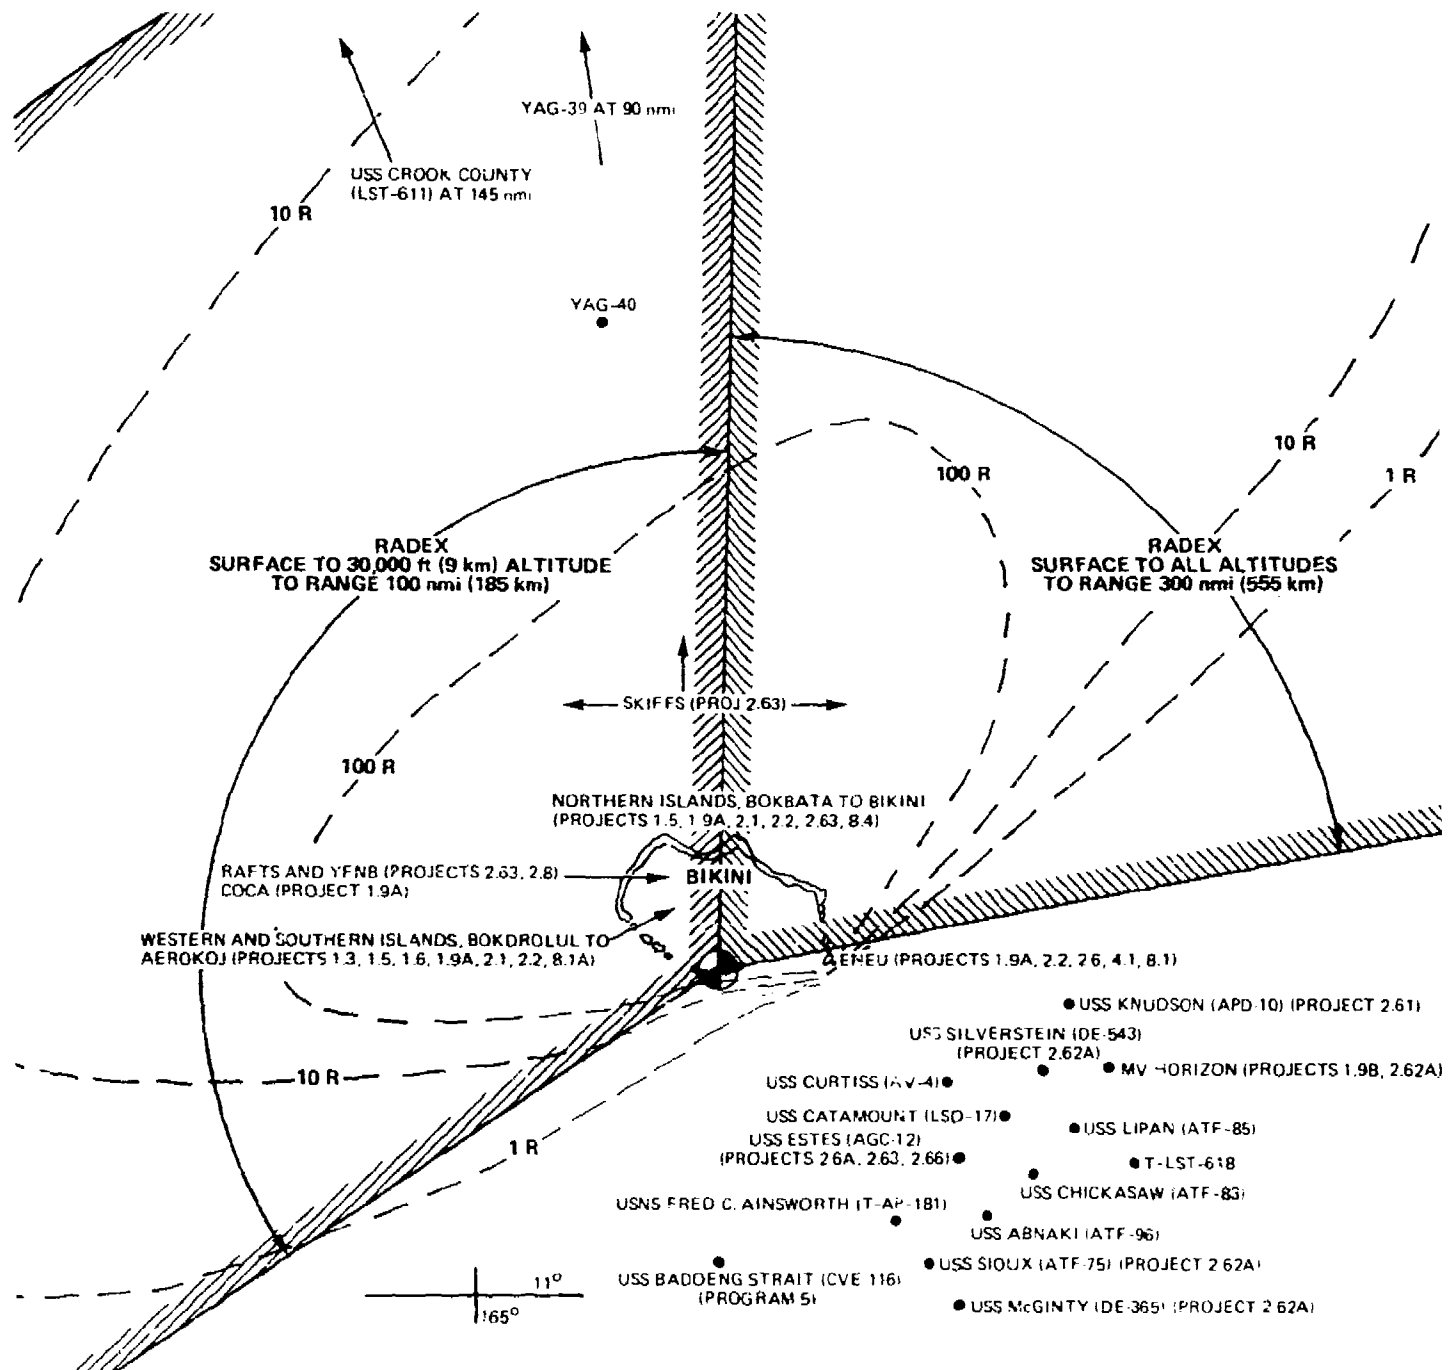 YAG-39 AT 90 nmi
USS CROOK COUNTY
(LST-611) AT 145 nmi
10 R
YAG-40
10 R
100 R
1 R
RADEX
SURFACE TO 30,000 ft (9 km) ALTITUDE
TO RANGE 100 nmi (185 km)
RADEX
SURFACE TO ALL ALTITUDES
TO RANGE 300 nmi (555 km)
SKIFFS (PROJ 2.63)
100 R
NORTHERN ISLANDS, BOKBATA TO BIKINI
(PROJECTS 1.5, 1.9A, 2.1, 2.2, 2.63, 8.4)
RAFTS AND YFNB (PROJECTS 2.63, 2.8)
COCA (PROJECT 1.9A)
BIKINI
WESTERN AND SOUTHERN ISLANDS, BOKDROLUL TO
AEROKOJ (PROJECTS 1.3, 1.5, 1.6, 1.9A, 2.1, 2.2, 8.1A)
ENEU (PROJECTS 1.9A, 2.2, 2 6, 4.1, 8.1)
USS KNUDSON (APD-10) (PROJECT 2.61)
USS SILVERSTEIN (DE-543)
(PROJECT 2.62A)
MV HORIZON (PROJECTS 1.9B, 2.62A)
10 R
USS CURTISS (AV-4)
USS CATAMOUNT (LSD-17)
USS LIPAN (ATF-85)
USS ESTES (AGC-12)
(PROJECTS 2 6A, 2.63, 2.66)
1 R
T-LST-618
USS CHICKASAW (ATF-83)
USNS FRED C. AINSWORTH (T-AP-181)
USS ABNAKI (ATF-96)
USS SIOUX (ATF-75) (PROJECT 2 62A)
USS BADOENG STRAIT (CVE 116)
(PROGRAM 5)
11°
165°
USS McGINTY (DE-365) (PROJECT 2 62A)